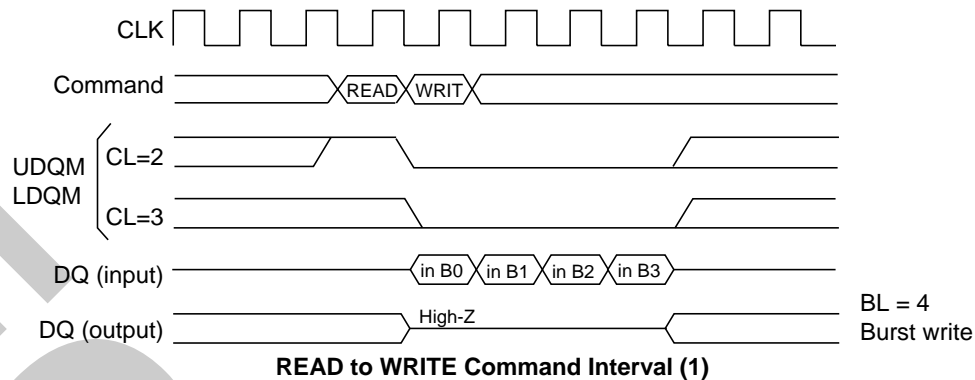 CLK
Command
READ WRIT
UDQM
LDQM
CL=2
CL=3
DQ (input)
in B0 in B1 in B2 in B3
DQ (output)
High-Z
BL = 4
Burst write
READ to WRITE Command Interval (1)